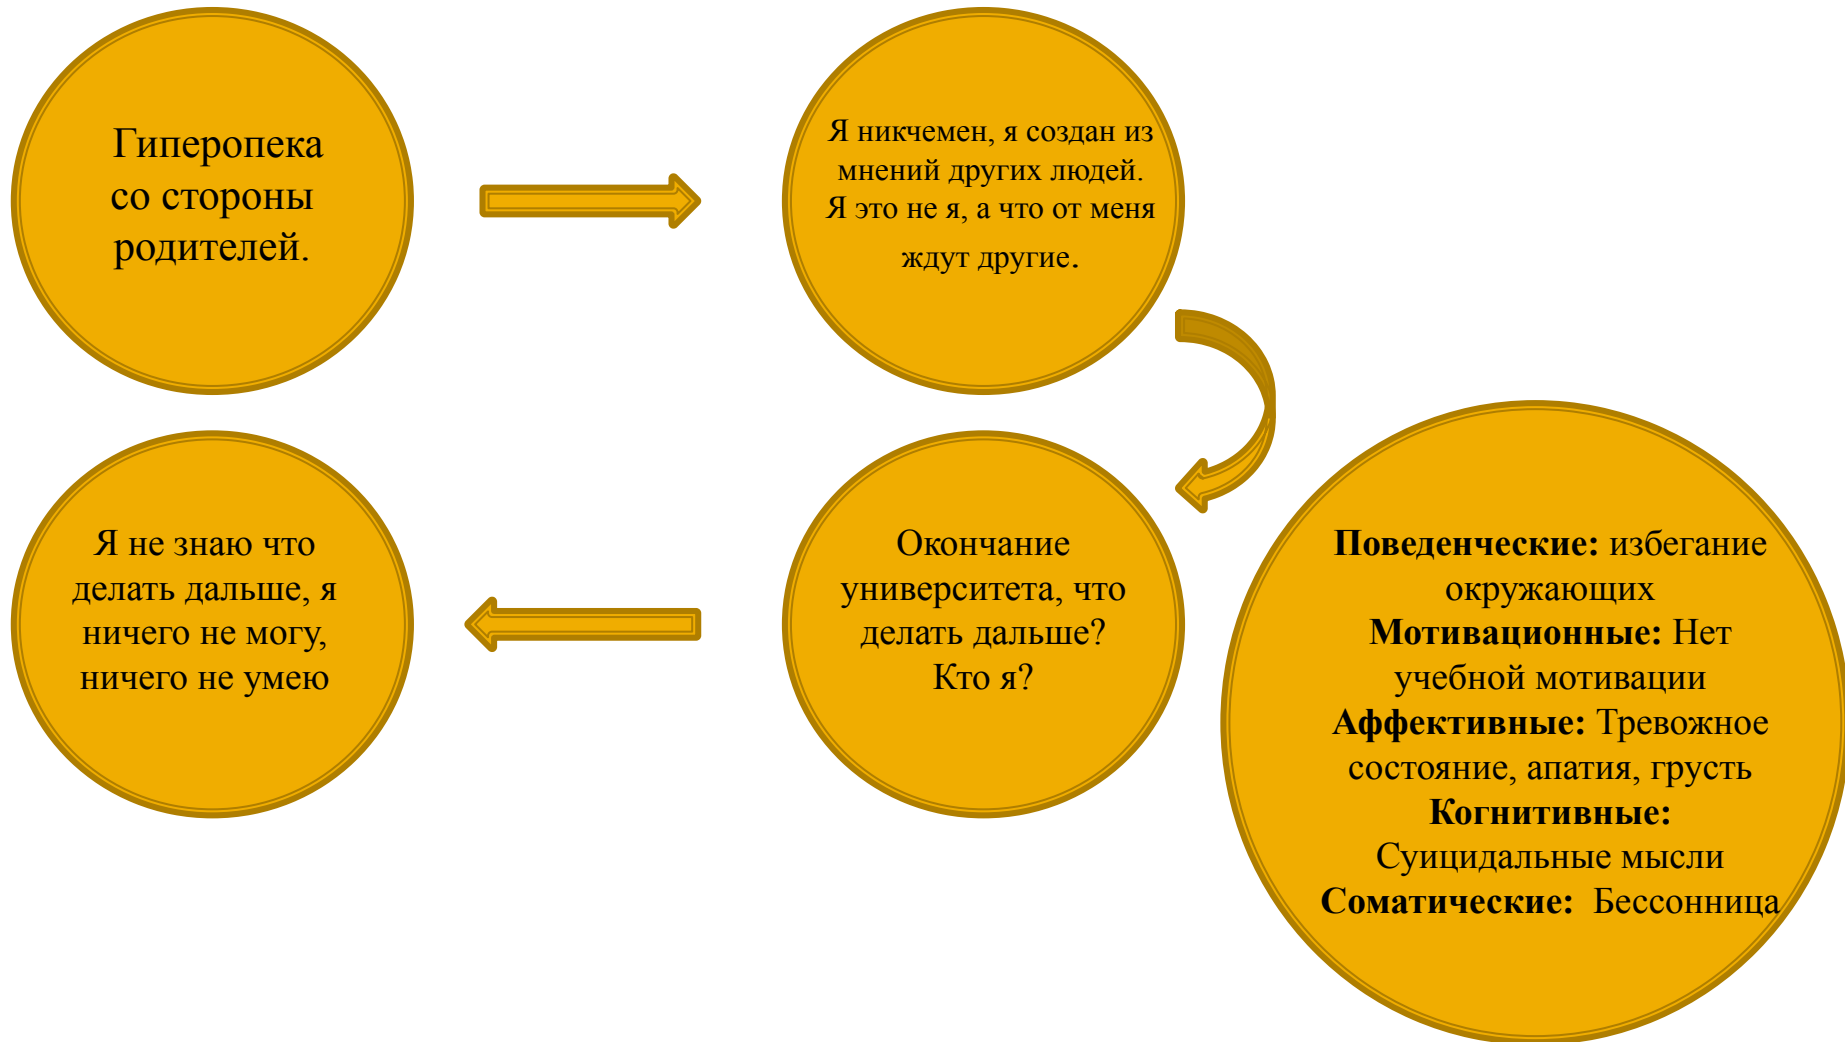 Гиперопека
со стороны
родителей.
Я никчемен, я создан из
мнений других людей.
Я это не я, а что от меня
ждут другие.
Окончание
университета, что
делать дальше?
Кто я?
Я не знаю что
делать дальше, я
ничего не могу,
ничего не умею
Поведенческие: избегание
окружающих
Мотивационные: Нет
учебной мотивации
Аффективные: Тревожное
состояние, апатия, грусть
Когнитивные:
Суицидальные мысли
Соматические: Бессонница